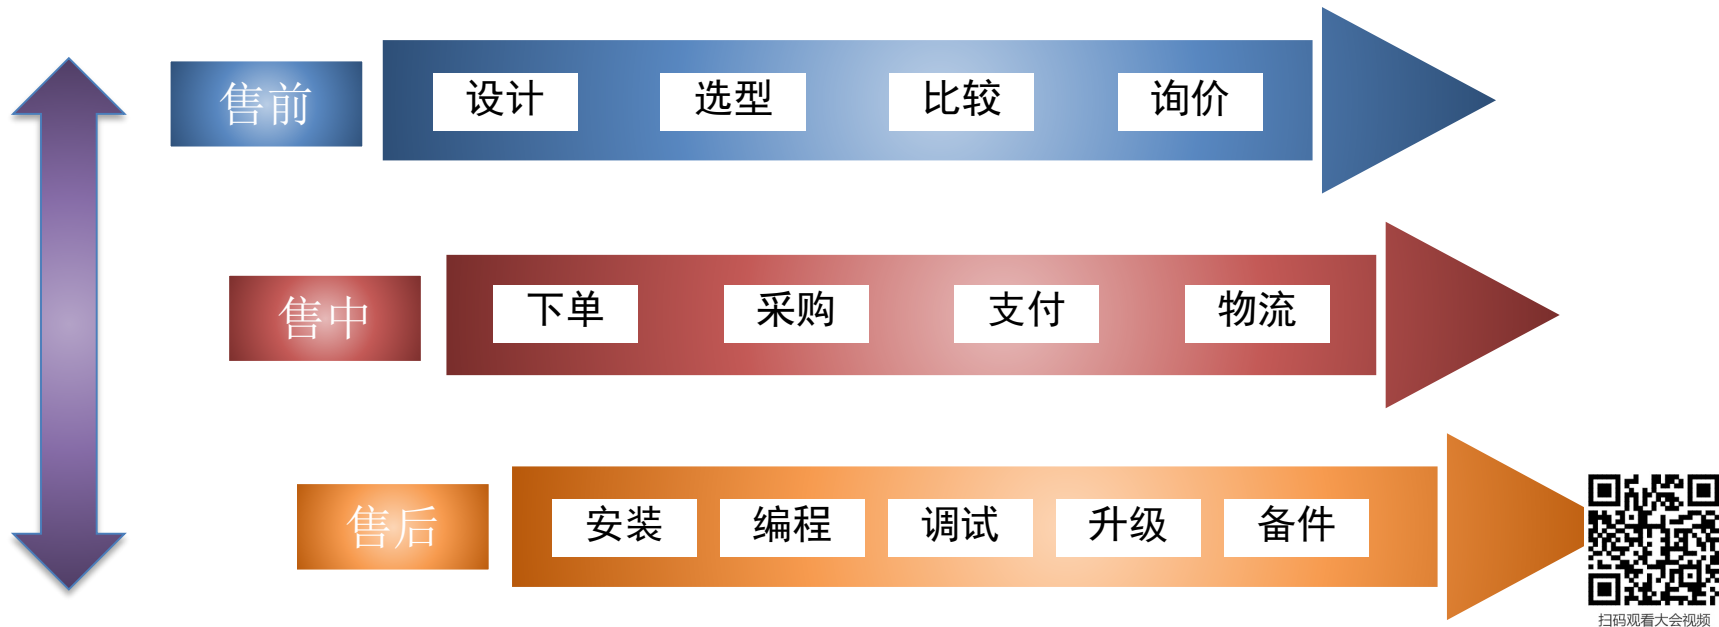 售前
设计 选型 比较 询价
售中
下单 采购 支付 物流
售后
安装 编程 调试 升级 备件
扫码观看大会视频